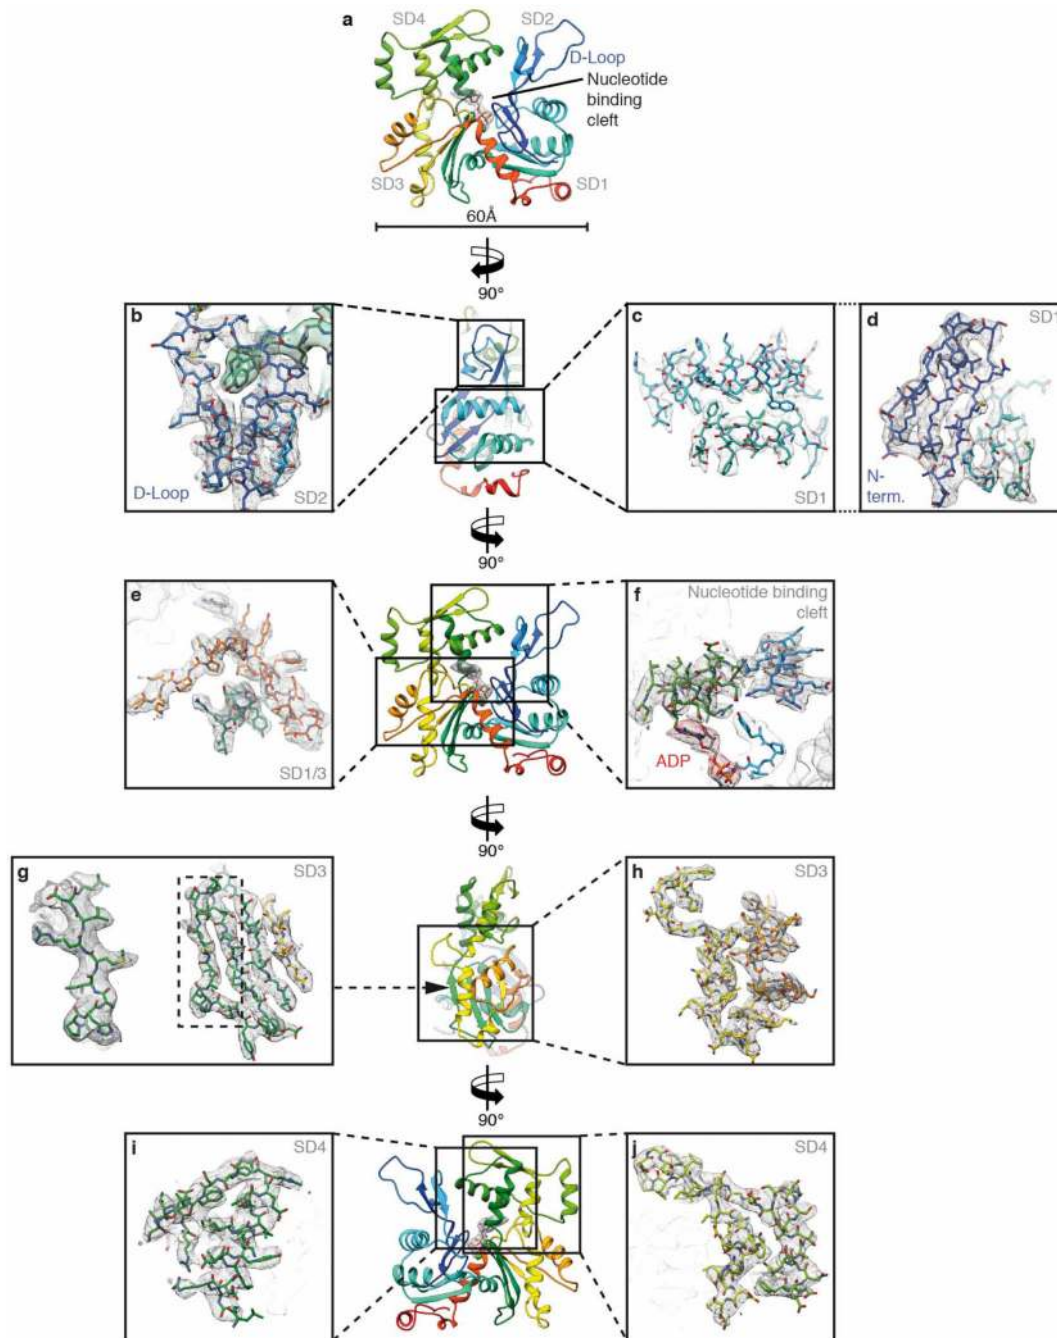 a
SD4
SD2
D-Loop
Nucleotide
binding
cleft
SD3
SD1
60Å
90°
b
D-Loop
SD2
c
SD1
d
SD1
N-
term.
90°
e
SD1/3
f
Nucleotide binding
cleft
ADP
90°
g
SD3
h
SD3
90°
i
SD4
j
SD4